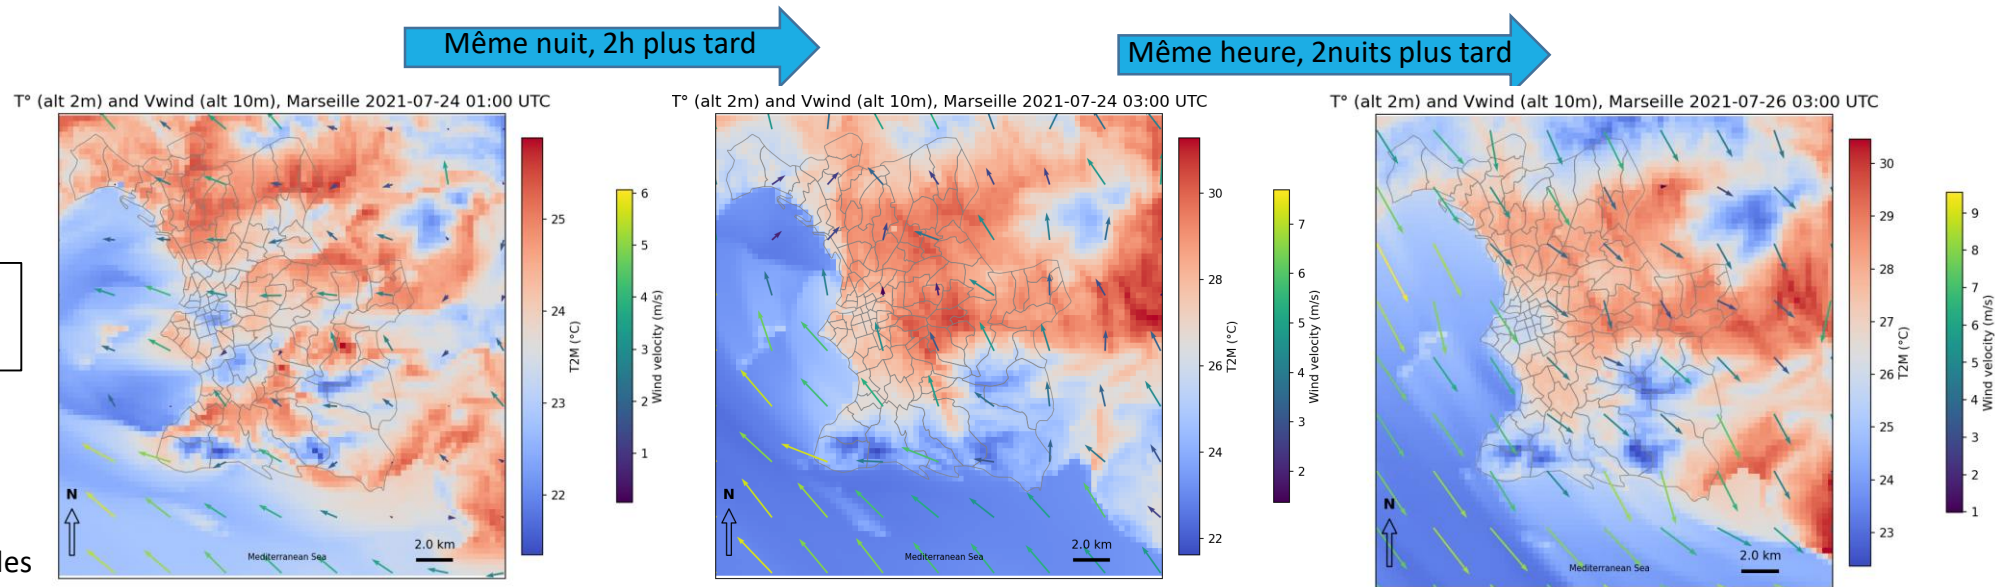 Même nuit, 2h plus tard
Même heure, 2nuits plus tard
T° (alt 2m) and Vwind (alt 10m), Marseille 2021-07-24 01:00 UTC
25
24
23
22
T2M (°C)
6
5
4
3
2
1
Wind velocity (m/s)
N
Mediterranean Sea
2.0 km
T° (alt 2m) and Vwind (alt 10m), Marseille 2021-07-24 03:00 UTC
30
28
26
24
22
T2M (°C)
7
6
5
4
3
2
Wind velocity (m/s)
N
Mediterranean Sea
2.0 km
T° (alt 2m) and Vwind (alt 10m), Marseille 2021-07-26 03:00 UTC
30
29
28
27
26
25
24
23
T2M (°C)
9
8
7
6
5
4
3
2
1
Wind velocity (m/s)
N
Mediterranean Sea
2.0 km